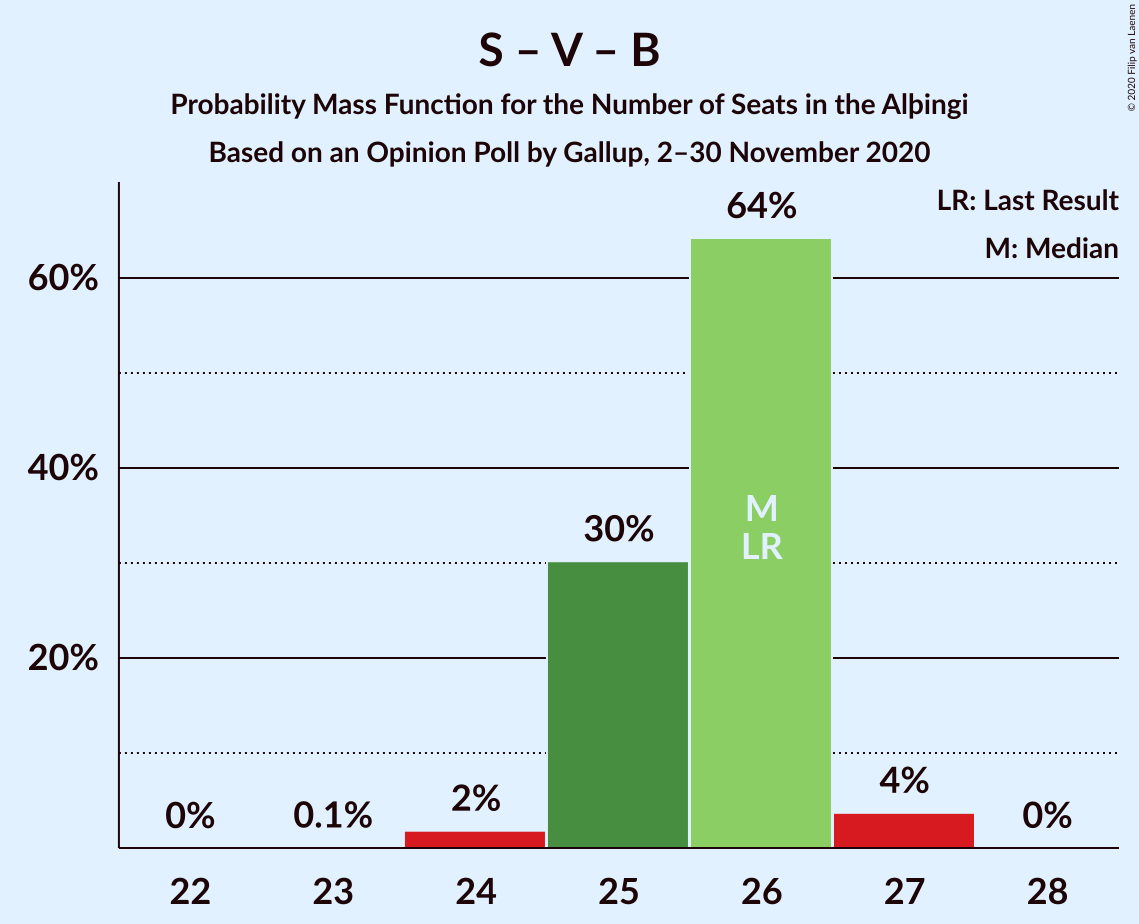 S – V – B
Probability Mass Function for the Number of Seats in the Alþingi
Based on an Opinion Poll by Gallup, 2–30 November 2020
© 2020 Filip van Laenen
LR: Last Result
M: Median
60%
40%
20%
0%
0.1%
2%
30%
64%
4%
0%
M
LR
22
23
24
25
26
27
28